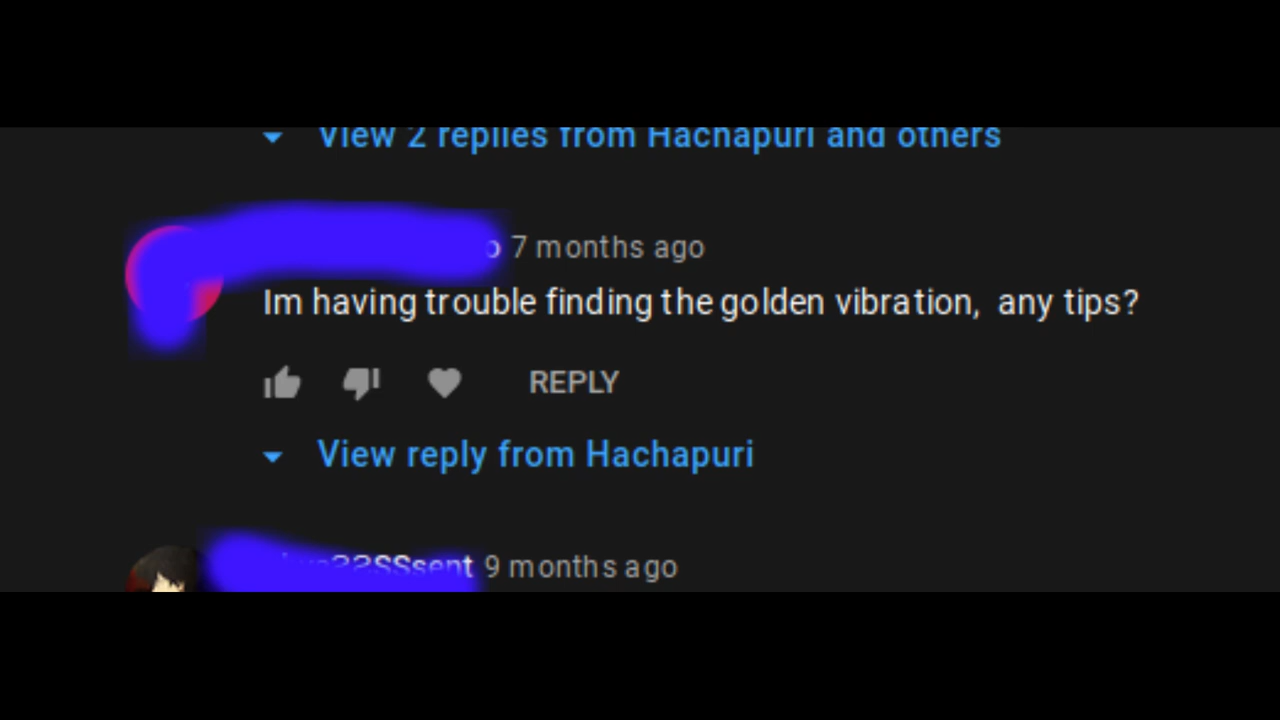 View 2 replies from Hachapuri and others
7 months ago
Im having trouble finding the golden vibration, any tips?
REPLY
View reply from Hachapuri
9 months ago